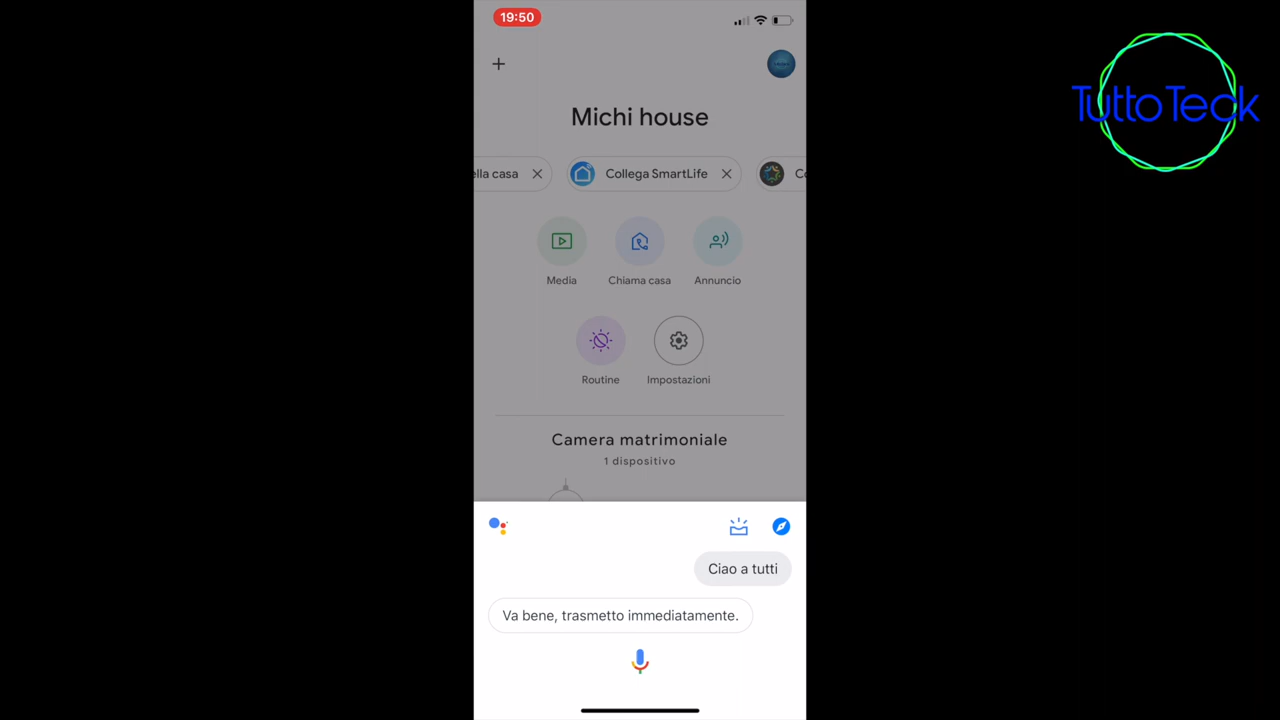 19:50
TuttoTeck
Michi house
ella casa
Collega SmartLife
Co
Media
Chiama casa
Annuncio
Routine
Impostazioni
Camera matrimoniale
1 dispositivo
Ciao a tutti
Va bene, trasmetto immediatamente.